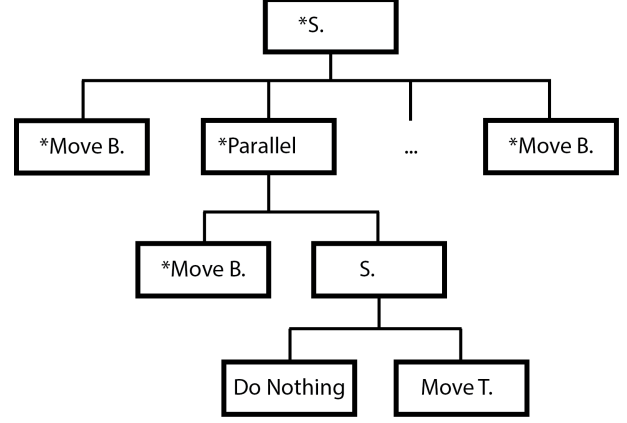 *S.
*Move B.
*Parallel
...
*Move B.
*Move B.
S.
Do Nothing
Move T.